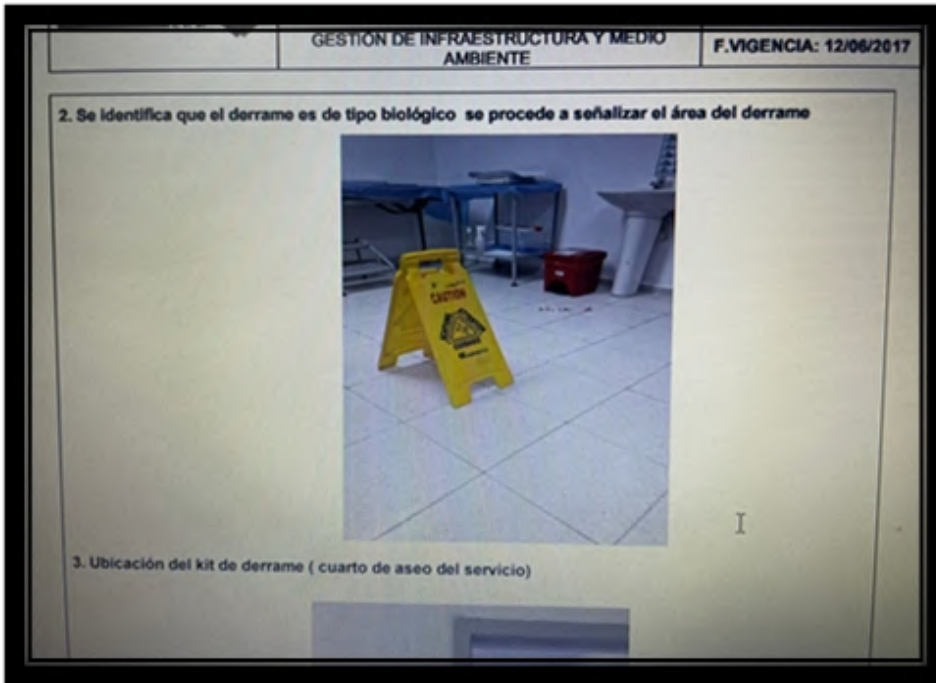 GESTIÓN DE INFRAESTRUCTURA Y MEDIO
AMBIENTE
F.VIGENCIA: 12/06/2017
2. Se identifica que el derrame es de tipo biológico se procede a señalizar el área del derrame
CAUTION
3. Ubicación del kit de derrame ( cuarto de aseo del servicio)